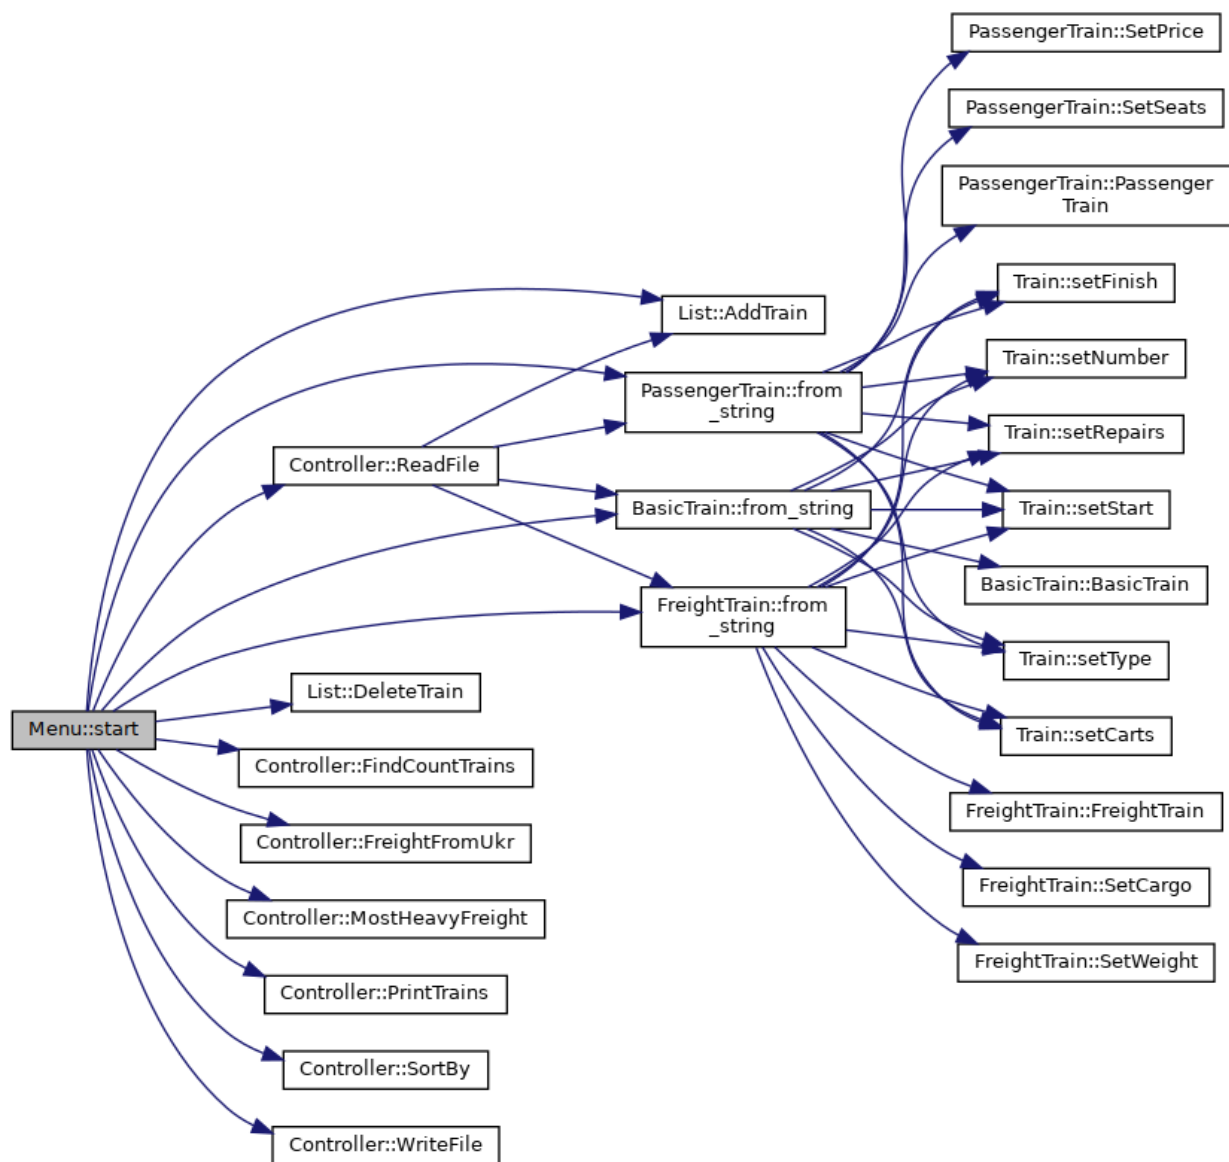 PassengerTrain::SetPrice
PassengerTrain::SetSeats
PassengerTrain::Passenger
Train
Train::setFinish
List::AddTrain
Train::setNumber
PassengerTrain::from
_string
Train::setRepairs
Controller::ReadFile
BasicTrain::from_string
Train::setStart
BasicTrain::BasicTrain
FreightTrain::from
_string
Train::setType
List::DeleteTrain
Menu::start
Train::setCarts
Controller::FindCountTrains
FreightTrain::FreightTrain
Controller::FreightFromUkr
FreightTrain::SetCargo
Controller::MostHeavyFreight
FreightTrain::SetWeight
Controller::PrintTrains
Controller::SortBy
Controller::WriteFile